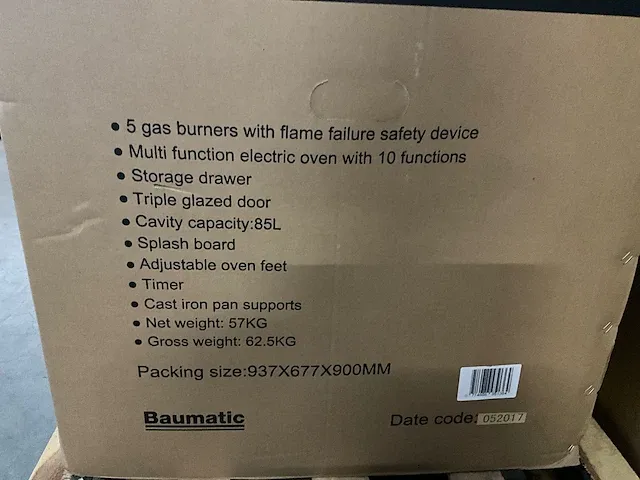 • 5 gas burners with flame failure safety device
• Multi function electric oven with 10 functions
• Storage drawer
• Triple glazed door
• Cavity capacity:85L
• Splash board
• Adjustable oven feet
• Timer
• Cast iron pan supports
• Net weight: 57KG
• Gross weight: 62.5KG
Packing size:937X677X900MM
Baumatic
Date code: 052017